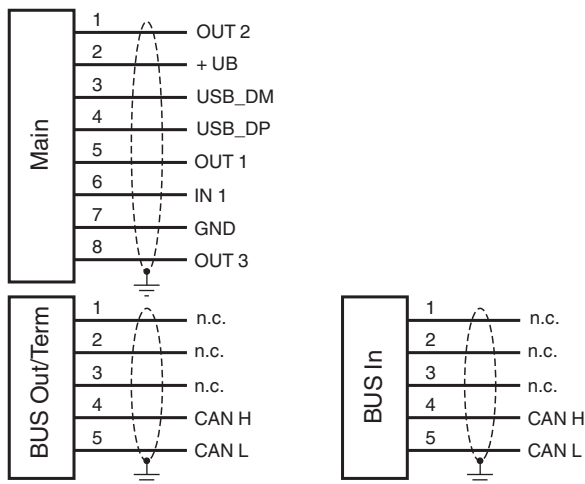 Main
1 OUT 2
2 + UB
3 USB_DM
4 USB_DP
5 OUT 1
6 IN 1
7 GND
8 OUT 3
BUS Out/Term
1 n.c.
2 n.c.
3 n.c.
4 CAN H
5 CAN L
BUS In
1 n.c.
2 n.c.
3 n.c.
4 CAN H
5 CAN L